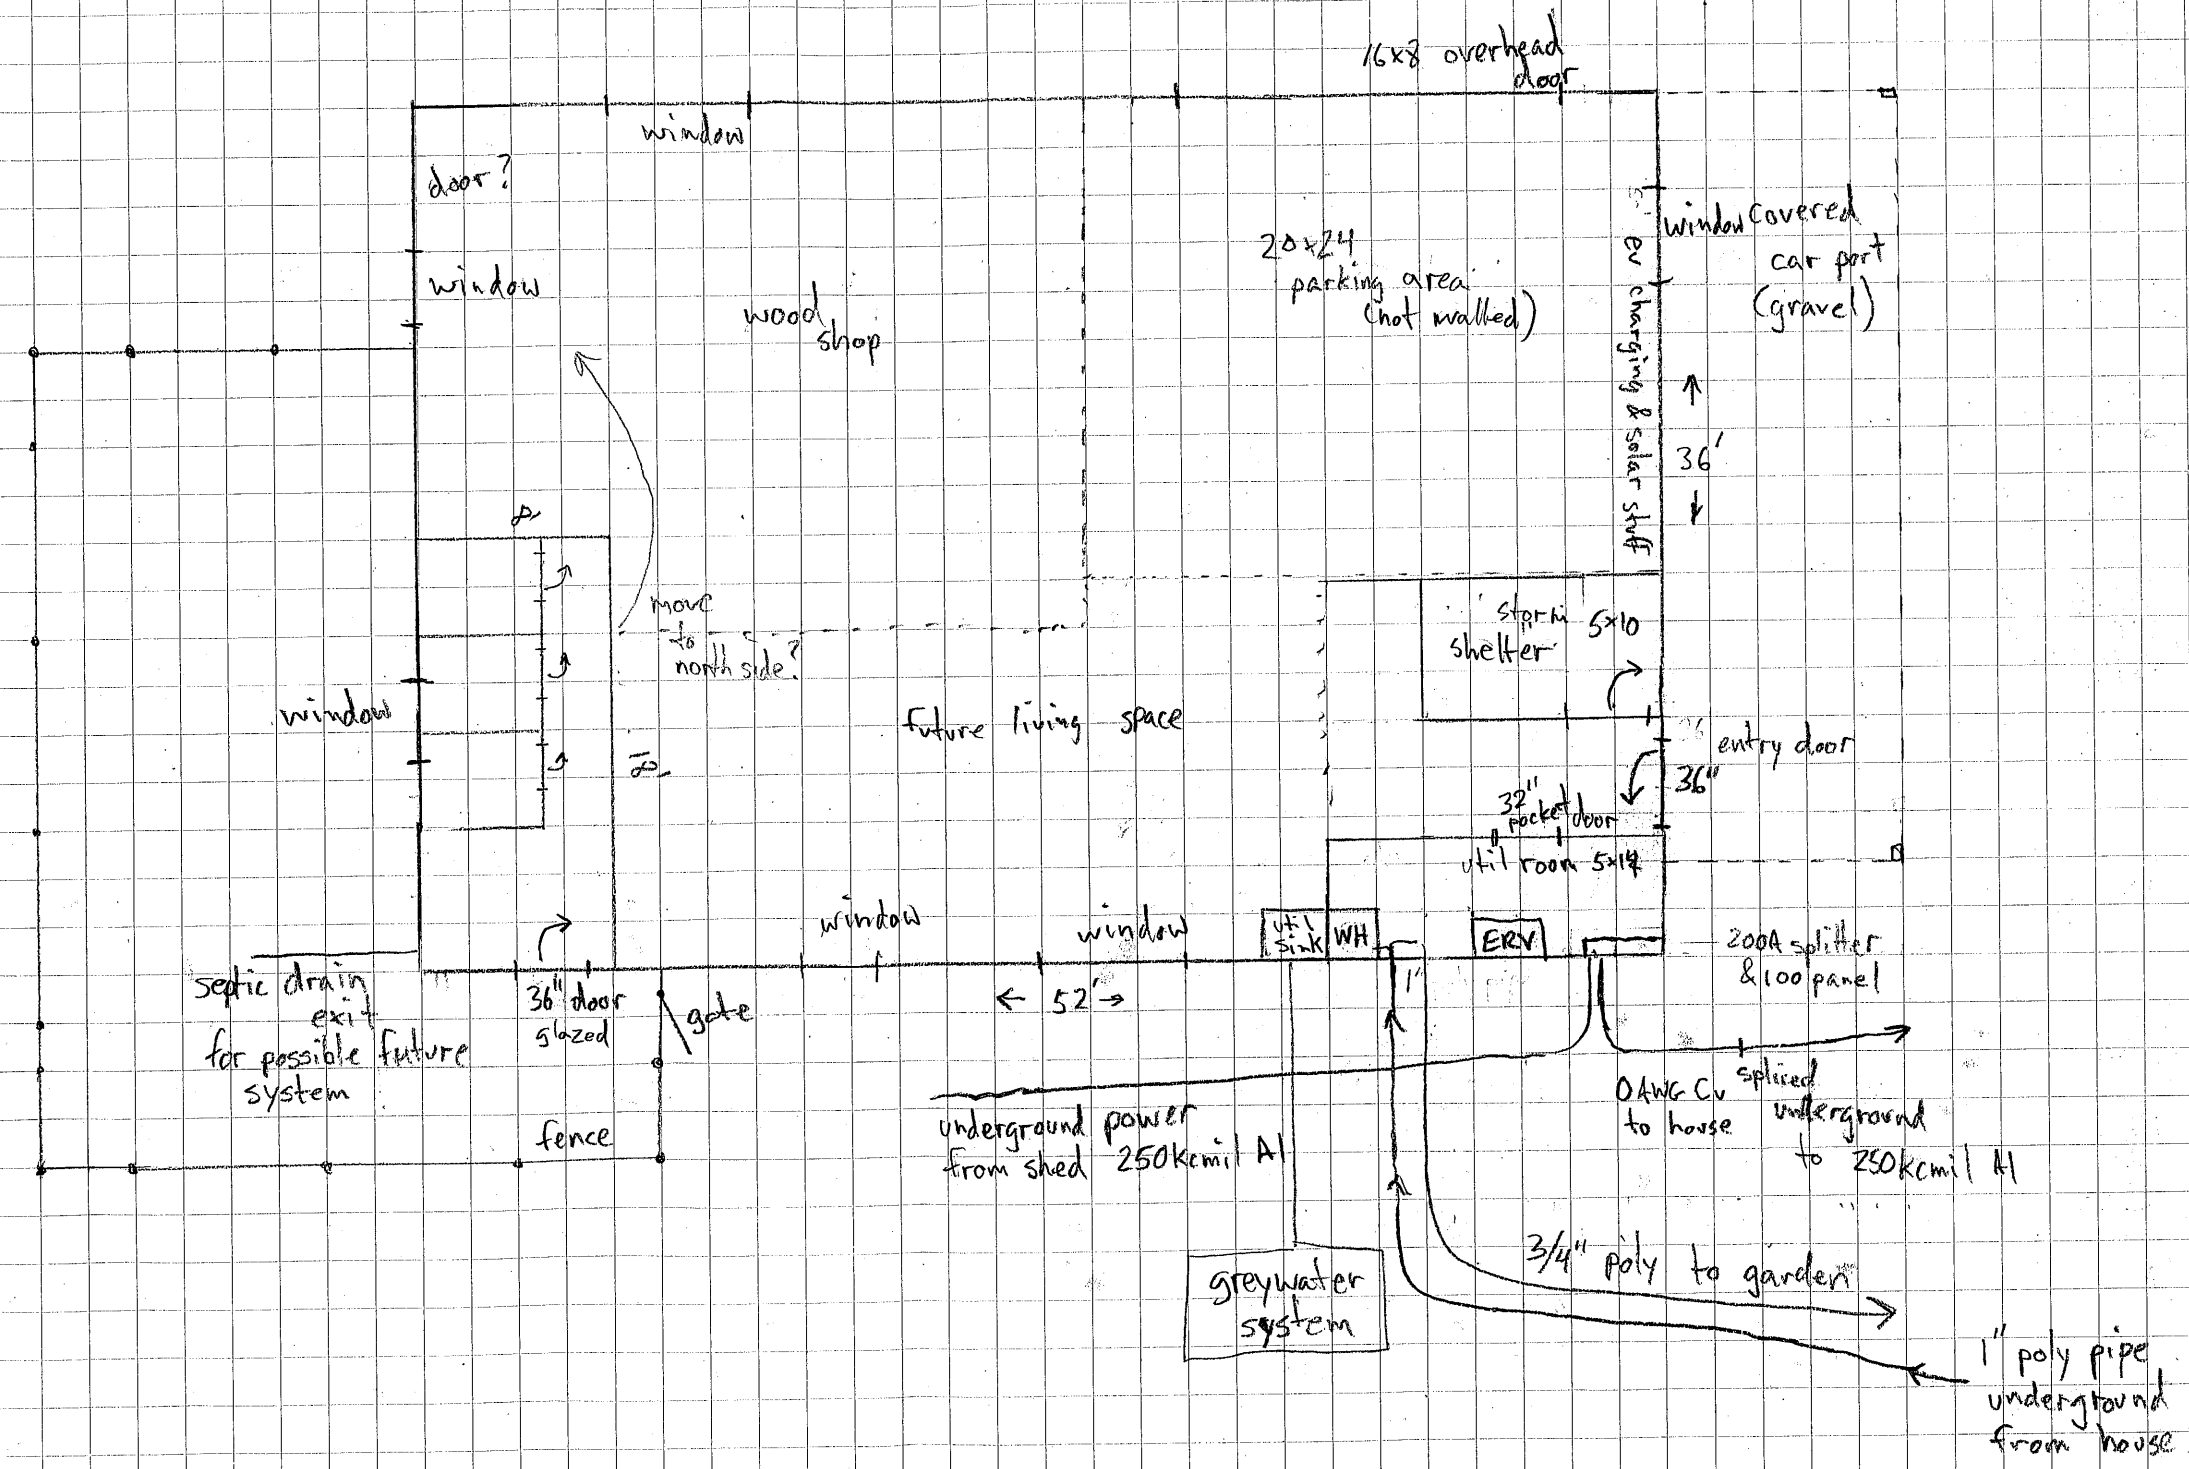 16x8 overhead
door
window
door?
window
wood
shop
20x24
parking area
(not walled)
ev charging & solar stuff
window
covered
car port
(gravel)
36'
8'
move
to
north side?
storm 5x10
shelter
window
future living space
18'
entry door
36"
32"
pocket door
util room 5x14
window
window
util
sink
WH
ERV
200A splitter
& 100 panel
septic drain
exit
for possible future
system
36" door
glazed
gate
52'
1'
fence
underground power
from shed 250kcmil Al
0AWG Cu
to house
spliced
underground
to 250kcmil Al
greywater
system
3/4" poly to garden
1" poly pipe
underground
from house